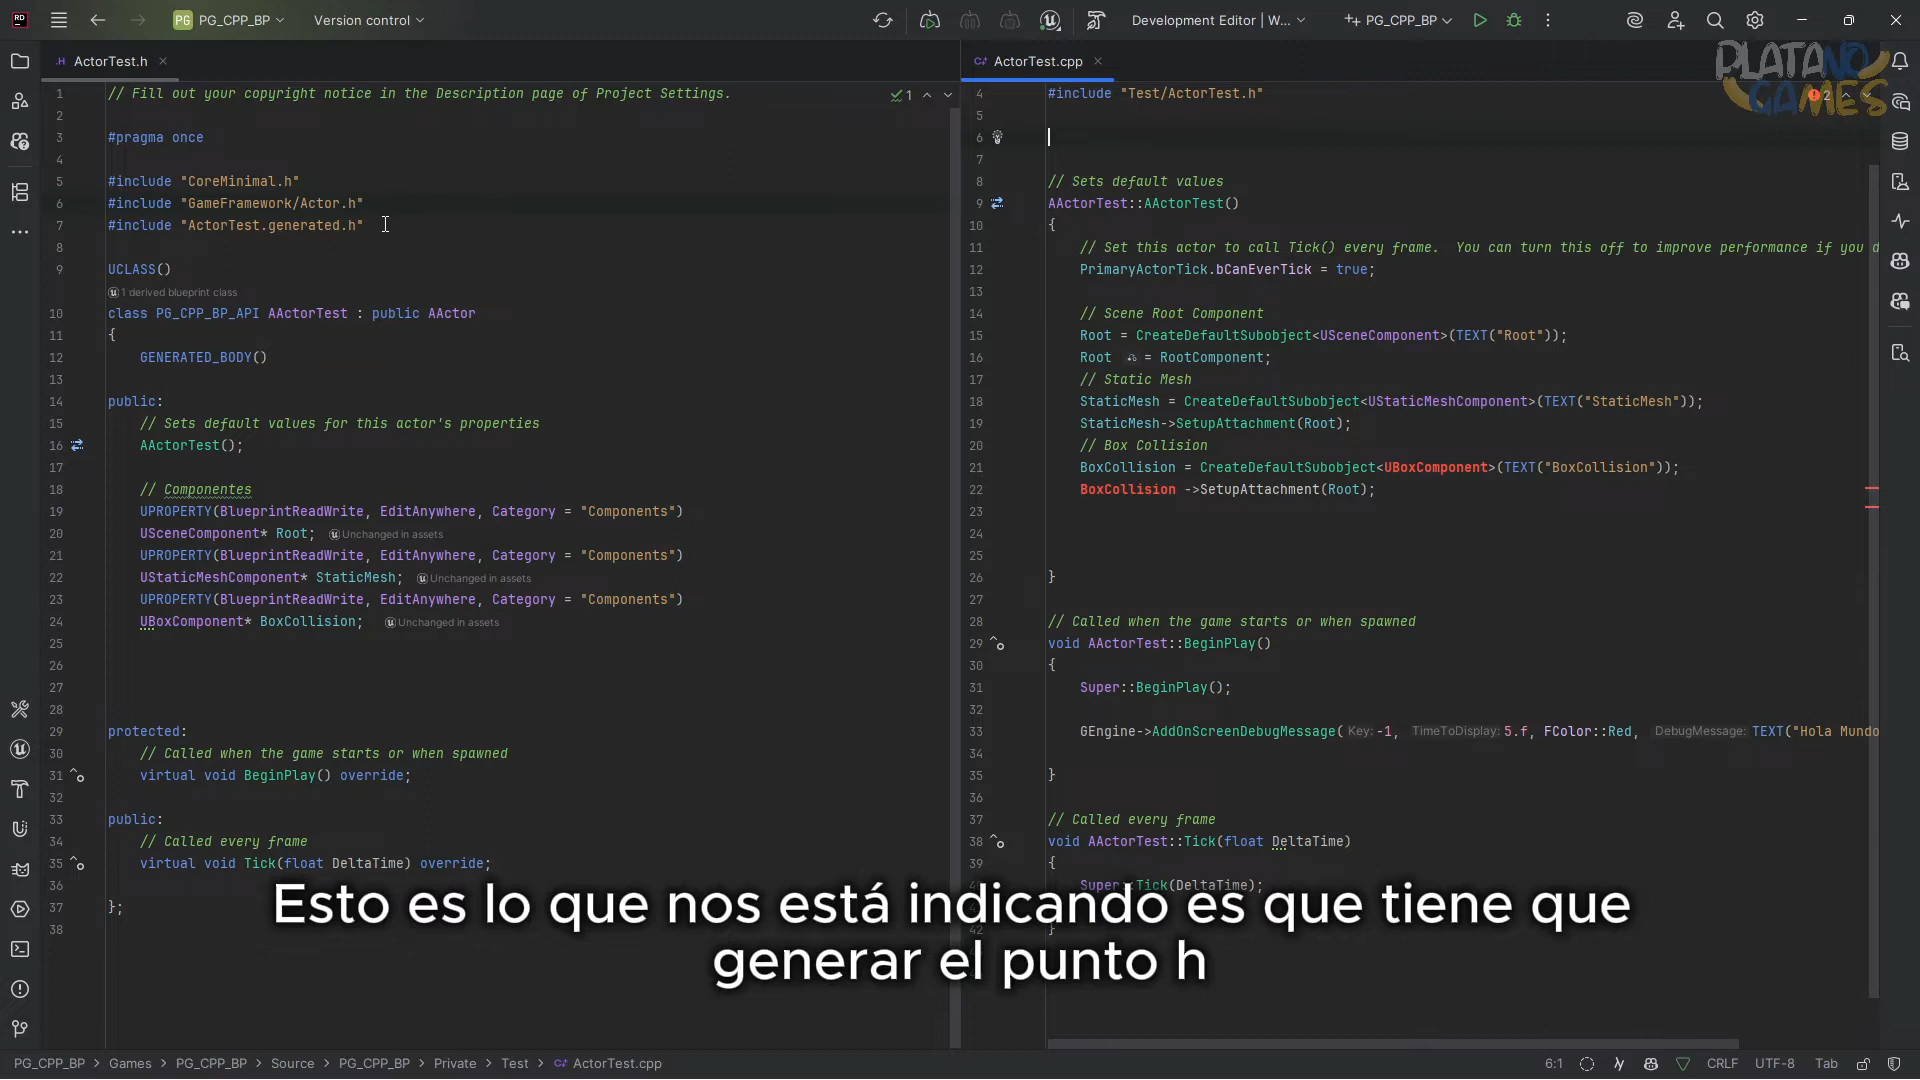 PG PG_CPP_BP Version control Development Editor | W... PG_CPP_BP
ActorTest.h
1 // Fill out your copyright notice in the Description page of Project Settings.
1
2
3 #pragma once
4
5 #include "CoreMinimal.h"
6 #include "GameFramework/Actor.h"
7 #include "ActorTest.generated.h"
8
9 UCLASS()
1 derived blueprint class
10 class PG_CPP_BP_API AActorTest : public AActor
11 {
12 GENERATED_BODY()
13
14 public:
15 // Sets default values for this actor's properties
16 AActorTest();
17
18 // Componentes
19 UPROPERTY(BlueprintReadWrite, EditAnywhere, Category = "Components")
20 USceneComponent* Root; Unchanged in assets
21 UPROPERTY(BlueprintReadWrite, EditAnywhere, Category = "Components")
22 UStaticMeshComponent* StaticMesh; Unchanged in assets
23 UPROPERTY(BlueprintReadWrite, EditAnywhere, Category = "Components")
24 UBoxComponent* BoxCollision; Unchanged in assets
25
26
27
28
29 protected:
30 // Called when the game starts or when spawned
31 virtual void BeginPlay() override;
32
33 public:
34 // Called every frame
35 virtual void Tick(float DeltaTime) override;
36
37 };
38
ActorTest.cpp
PLATANO GAMES
4 #include "Test/ActorTest.h"
2
5
6
7
8 // Sets default values
9 AActorTest::AActorTest()
10 {
11 // Set this actor to call Tick() every frame.  You can turn this off to improve performance if you d
12 PrimaryActorTick.bCanEverTick = true;
13
14 // Scene Root Component
15 Root = CreateDefaultSubobject<USceneComponent>(TEXT("Root"));
16 Root = RootComponent;
17 // Static Mesh
18 StaticMesh = CreateDefaultSubobject<UStaticMeshComponent>(TEXT("StaticMesh"));
19 StaticMesh->SetupAttachment(Root);
20 // Box Collision
21 BoxCollision = CreateDefaultSubobject<UBoxComponent>(TEXT("BoxCollision"));
22 BoxCollision ->SetupAttachment(Root);
23
24
25
26 }
27
28 // Called when the game starts or when spawned
29 void AActorTest::BeginPlay()
30 {
31 Super::BeginPlay();
32
33 GEngine->AddOnScreenDebugMessage( Key: -1, TimeToDisplay: 5.f, FColor::Red, DebugMessage: TEXT("Hola Mundo
34
35 }
36
37 // Called every frame
38 void AActorTest::Tick(float DeltaTime)
39 {
Super::Tick(DeltaTime);
42 }
Esto es lo que nos está indicando es que tiene que
generar el punto h
PG_CPP_BP > Games > PG_CPP_BP > Source > PG_CPP_BP > Private > Test > ActorTest.cpp 6:1 CRLF UTF-8 Tab